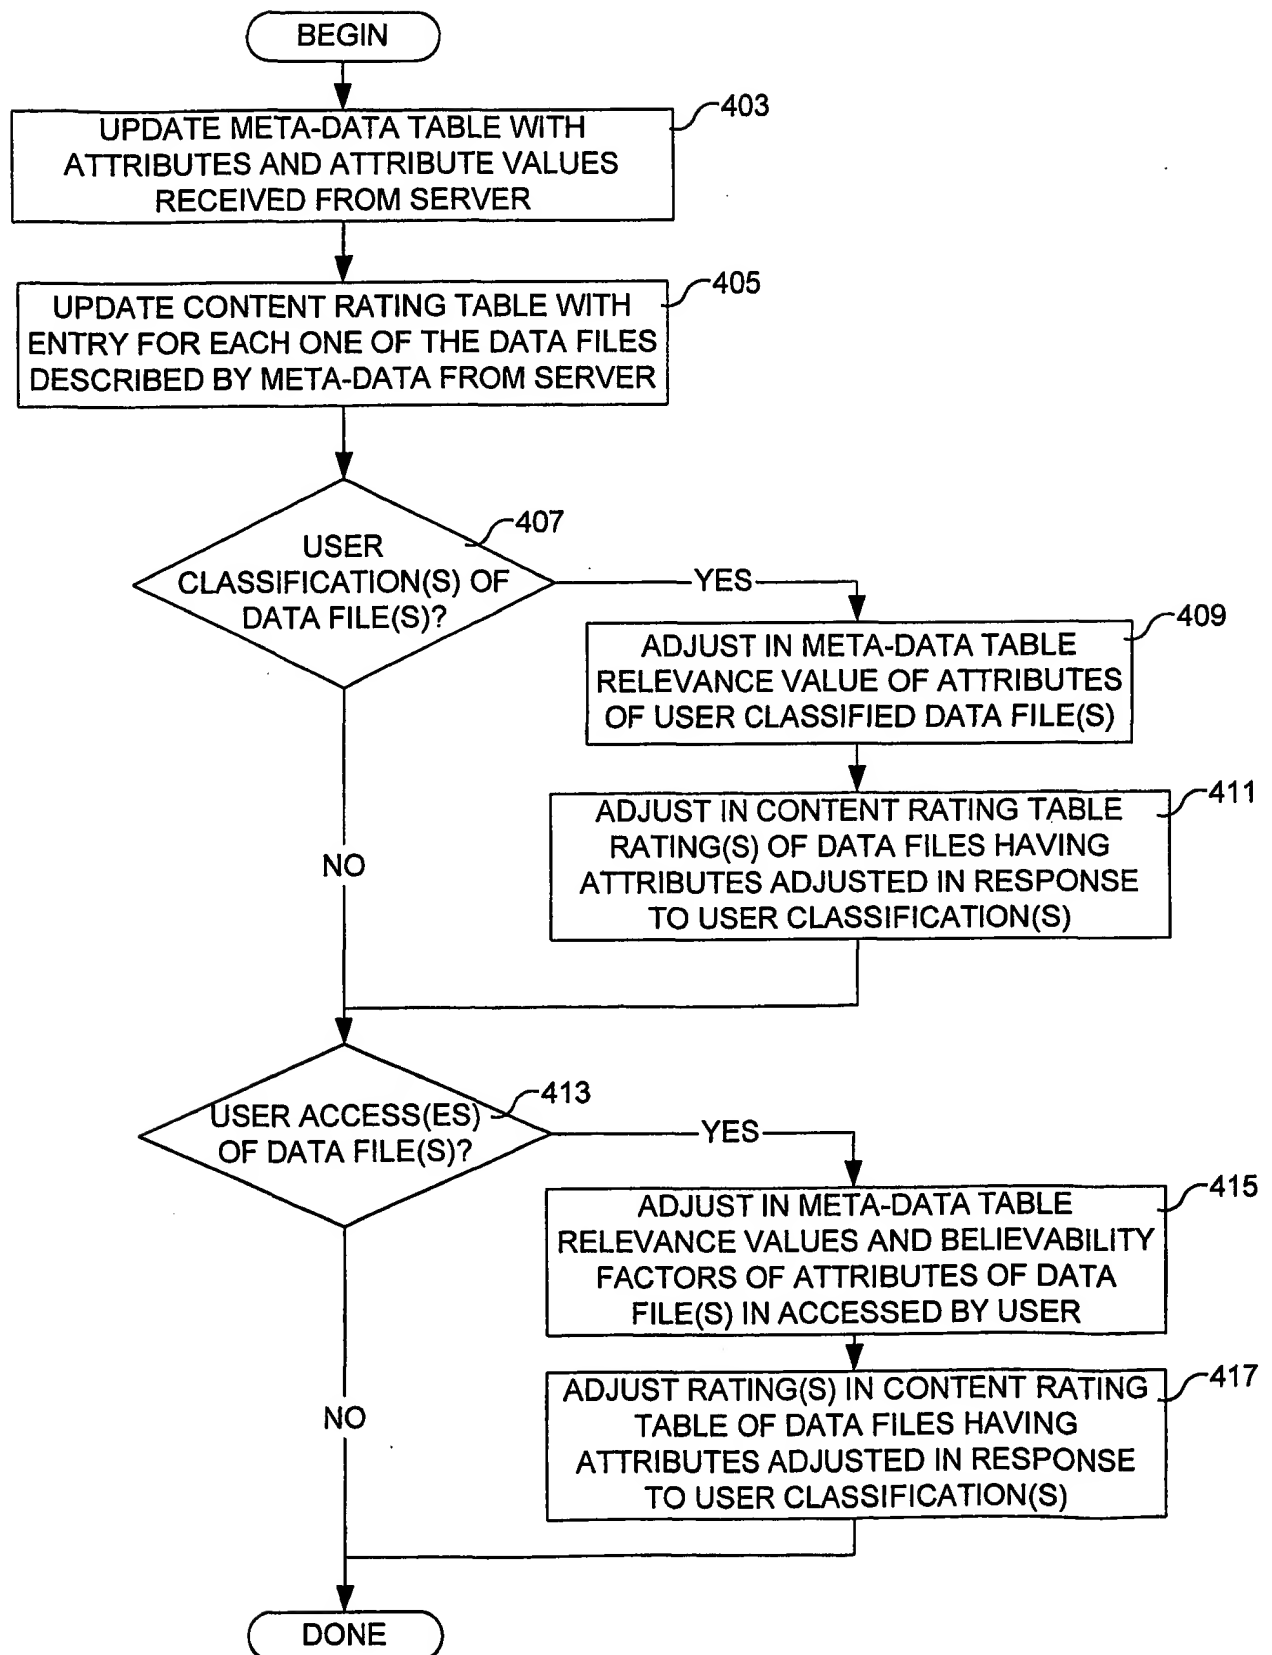 BEGIN
403
UPDATE META-DATA TABLE WITH
ATTRIBUTES AND ATTRIBUTE VALUES
RECEIVED FROM SERVER
405
UPDATE CONTENT RATING TABLE WITH
ENTRY FOR EACH ONE OF THE DATA FILES
DESCRIBED BY META-DATA FROM SERVER
407
USER
CLASSIFICATION(S) OF
DATA FILE(S)?
YES
409
ADJUST IN META-DATA TABLE
RELEVANCE VALUE OF ATTRIBUTES
OF USER CLASSIFIED DATA FILE(S)
411
ADJUST IN CONTENT RATING TABLE
RATING(S) OF DATA FILES HAVING
ATTRIBUTES ADJUSTED IN RESPONSE
TO USER CLASSIFICATION(S)
NO
413
USER ACCESS(ES)
OF DATA FILE(S)?
YES
415
ADJUST IN META-DATA TABLE
RELEVANCE VALUES AND BELIEVABILITY
FACTORS OF ATTRIBUTES OF DATA
FILE(S) IN ACCESSED BY USER
417
ADJUST RATING(S) IN CONTENT RATING
TABLE OF DATA FILES HAVING
ATTRIBUTES ADJUSTED IN RESPONSE
TO USER CLASSIFICATION(S)
NO
DONE